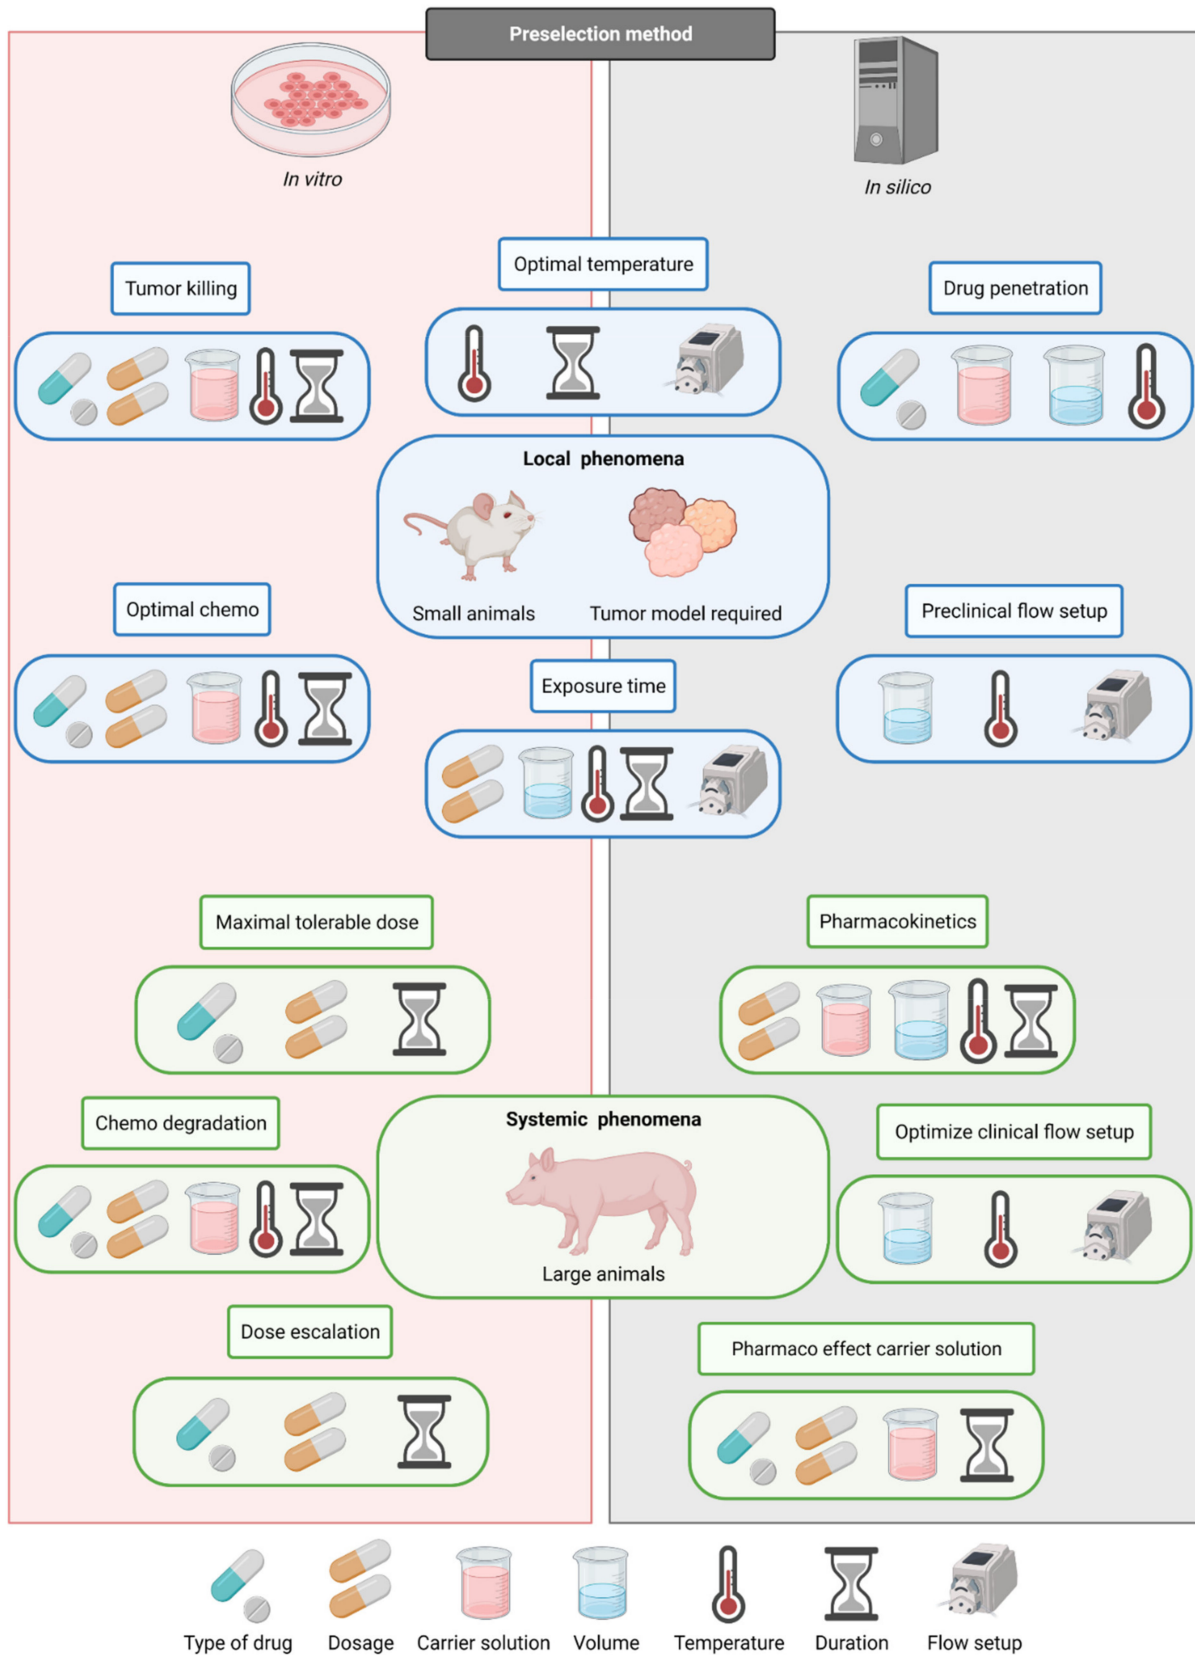 Preselection method
In vitro
In silico
Optimal temperature
Tumor killing
Drug penetration
Local phenomena
Small animals
Tumor model required
Optimal chemo
Preclinical flow setup
Exposure time
Maximal tolerable dose
Pharmacokinetics
Systemic phenomena
Large animals
Chemo degradation
Optimize clinical flow setup
Dose escalation
Pharmaco effect carrier solution
Type of drug
Dosage
Carrier solution
Volume
Temperature
Duration
Flow setup